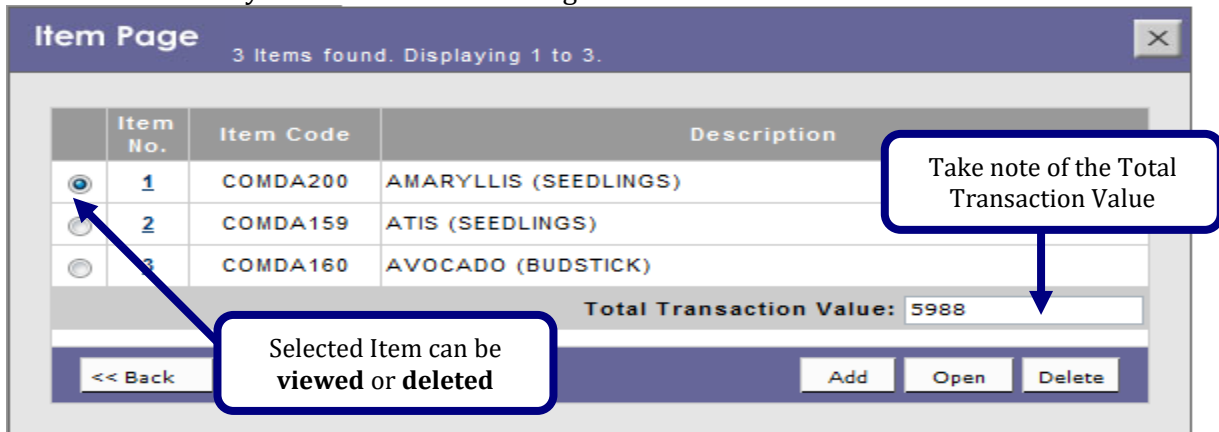 Item Page
3 Items found. Displaying 1 to 3.
Item No. Item Code Description
1 COMDA200 AMARYLLIS (SEEDLINGS)
2 COMDA159 ATIS (SEEDLINGS)
3 COMDA160 AVOCADO (BUDSTICK)
Take note of the Total
Transaction Value
Total Transaction Value: 5988
Selected Item can be
viewed or deleted
<< Back Add Open Delete